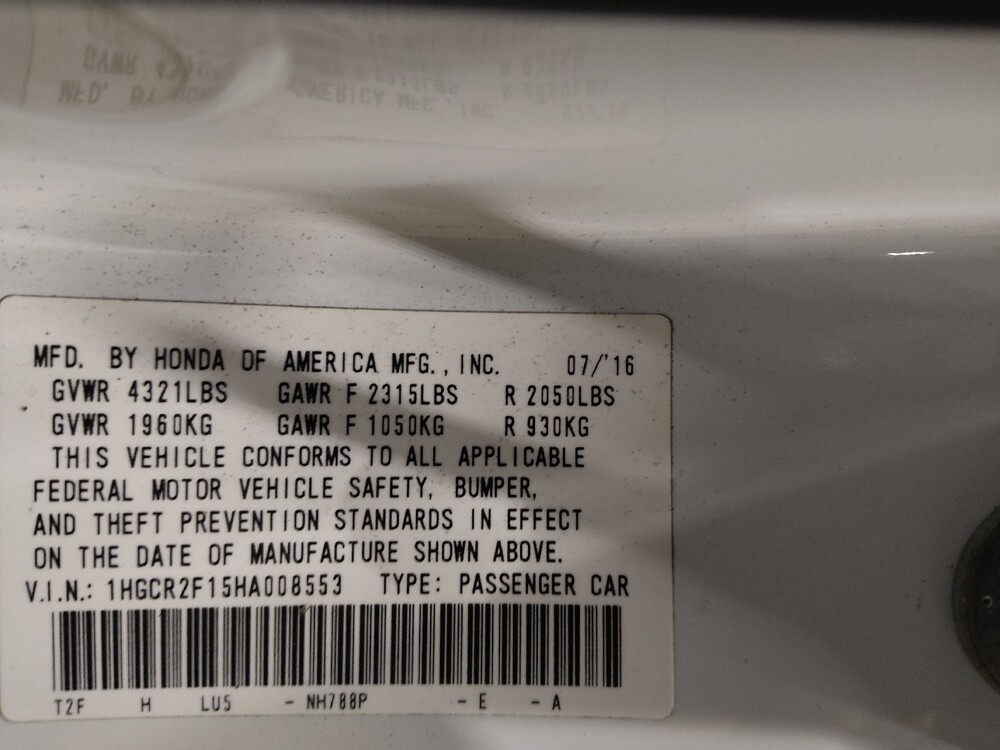 MFD. BY HONDA OF AMERICA MFG., INC. 07/'16
GVWR 4321LBS GAWR F 2315LBS R 2050LBS
GVWR 1960KG GAWR F 1050KG R 930KG
THIS VEHICLE CONFORMS TO ALL APPLICABLE
FEDERAL MOTOR VEHICLE SAFETY, BUMPER,
AND THEFT PREVENTION STANDARDS IN EFFECT
ON THE DATE OF MANUFACTURE SHOWN ABOVE.
V.I.N.: 1HGCR2F15HA008553 TYPE: PASSENGER CAR
T2F H LU5 - NH788P - E - A